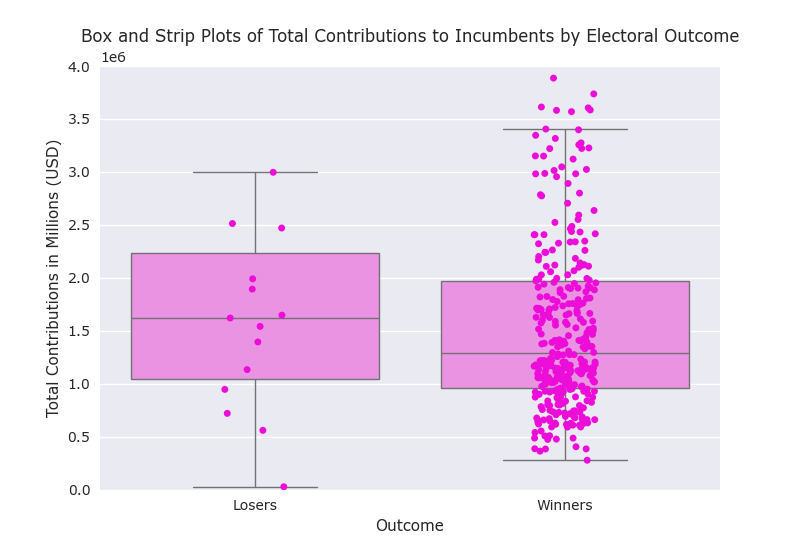 Box and Strip Plots of Total Contributions to Incumbents by Electoral Outcome
1e6
4.0
3.5
3.0
2.5
2.0
1.5
1.0
0.5
0.0
Total Contributions in Millions (USD)
Losers
Winners
Outcome